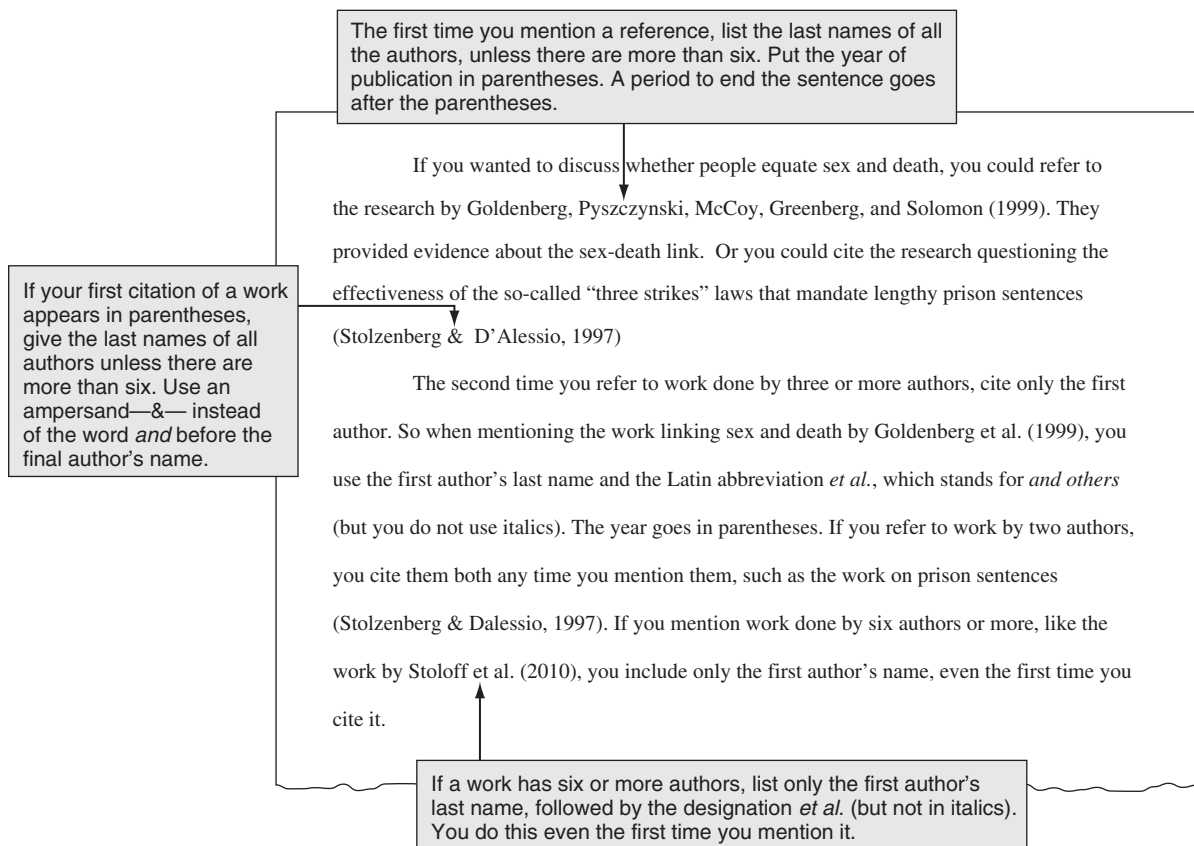 The first time you mention a reference, list the last names of all
the authors, unless there are more than six. Put the year of
publication in parentheses. A period to end the sentence goes
after the parentheses.
If you wanted to discuss whether people equate sex and death, you could refer to
the research by Goldenberg, Pyszczynski, McCoy, Greenberg, and Solomon (1999). They
provided evidence about the sex-death link. Or you could cite the research questioning the
effectiveness of the so-called “three strikes” laws that mandate lengthy prison sentences
(Stolzenberg & D’Alessio, 1997)
If your first citation of a work
appears in parentheses,
give the last names of all
authors unless there are
more than six. Use an
ampersand—&— instead
of the word and before the
final author’s name.
The second time you refer to work done by three or more authors, cite only the first
author. So when mentioning the work linking sex and death by Goldenberg et al. (1999), you
use the first author’s last name and the Latin abbreviation et al., which stands for and others
(but you do not use italics). The year goes in parentheses. If you refer to work by two authors,
you cite them both any time you mention them, such as the work on prison sentences
(Stolzenberg & Dalessio, 1997). If you mention work done by six authors or more, like the
work by Stoloff et al. (2010), you include only the first author’s name, even the first time you
cite it.
If a work has six or more authors, list only the first author’s
last name, followed by the designation et al. (but not in italics).
You do this even the first time you mention it.